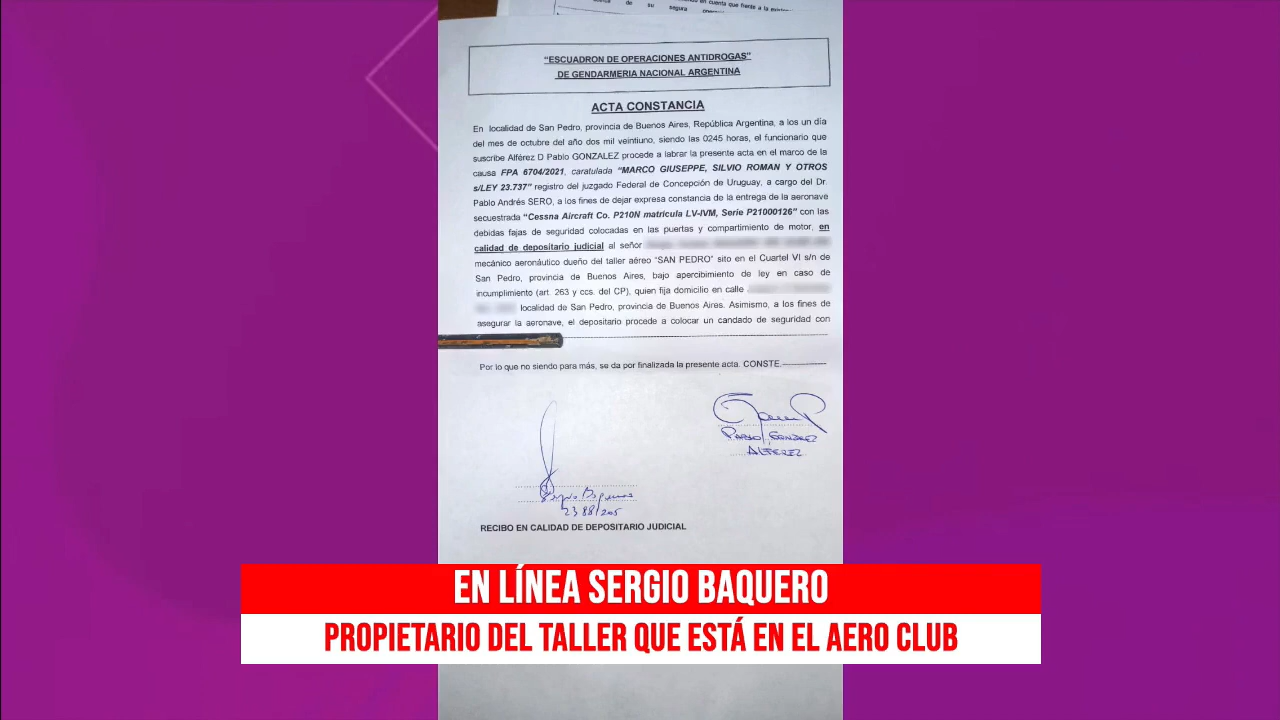 de su segura
en cuenta que frente a la
"ESCUADRON DE OPERACIONES ANTIDROGAS"
DE GENDARMERIA NACIONAL ARGENTINA
ACTA CONSTANCIA
En localidad de San Pedro, provincia de Buenos Aires, República Argentina, a los un día
del mes de octubre del año dos mil veintiuno, siendo las 0245 horas, el funcionario que
suscribe Alférez D Pablo GONZALEZ procede a labrar la presente acta en el marco de la
causa FPA 6704/2021, caratulada "MARCO GIUSEPPE, SILVIO ROMAN Y OTROS
s/LEY 23.737" registro del juzgado Federal de Concepción de Uruguay, a cargo del Dr.
Pablo Andrés SERO, a los fines de dejar expresa constancia de la entrega de la aeronave
secuestrada "Cessna Aircraft Co. P210N matrícula LV-IVM, Serie P21000126" con las
debidas fajas de seguridad colocadas en las puertas y compartimiento de motor, en
calidad de depositario judicial al señor
mecánico aeronáutico dueño del taller aéreo "SAN PEDRO" sito en el Cuartel VI s/n de
San Pedro, provincia de Buenos Aires, bajo apercibimiento de ley en caso de
incumplimiento (art. 263 y ccs. del CP), quien fija domicilio en calle
localidad de San Pedro, provincia de Buenos Aires. Asimismo, a los fines de
asegurar la aeronave, el depositario procede a colocar un candado de seguridad con
Por lo que no siendo para más, se da por finalizada la presente acta. CONSTE.
PABLO GONZALEZ
ALFEREZ
RECIBO EN CALIDAD DE DEPOSITARIO JUDICIAL
EN LÍNEA SERGIO BAQUERO
PROPIETARIO DEL TALLER QUE ESTÁ EN EL AERO CLUB